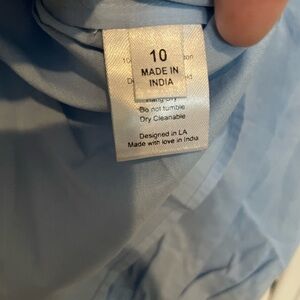 10
MADE IN
INDIA
Hang Dry
Do not tumble
Dry Cleanable
Designed in LA
Made with love in India